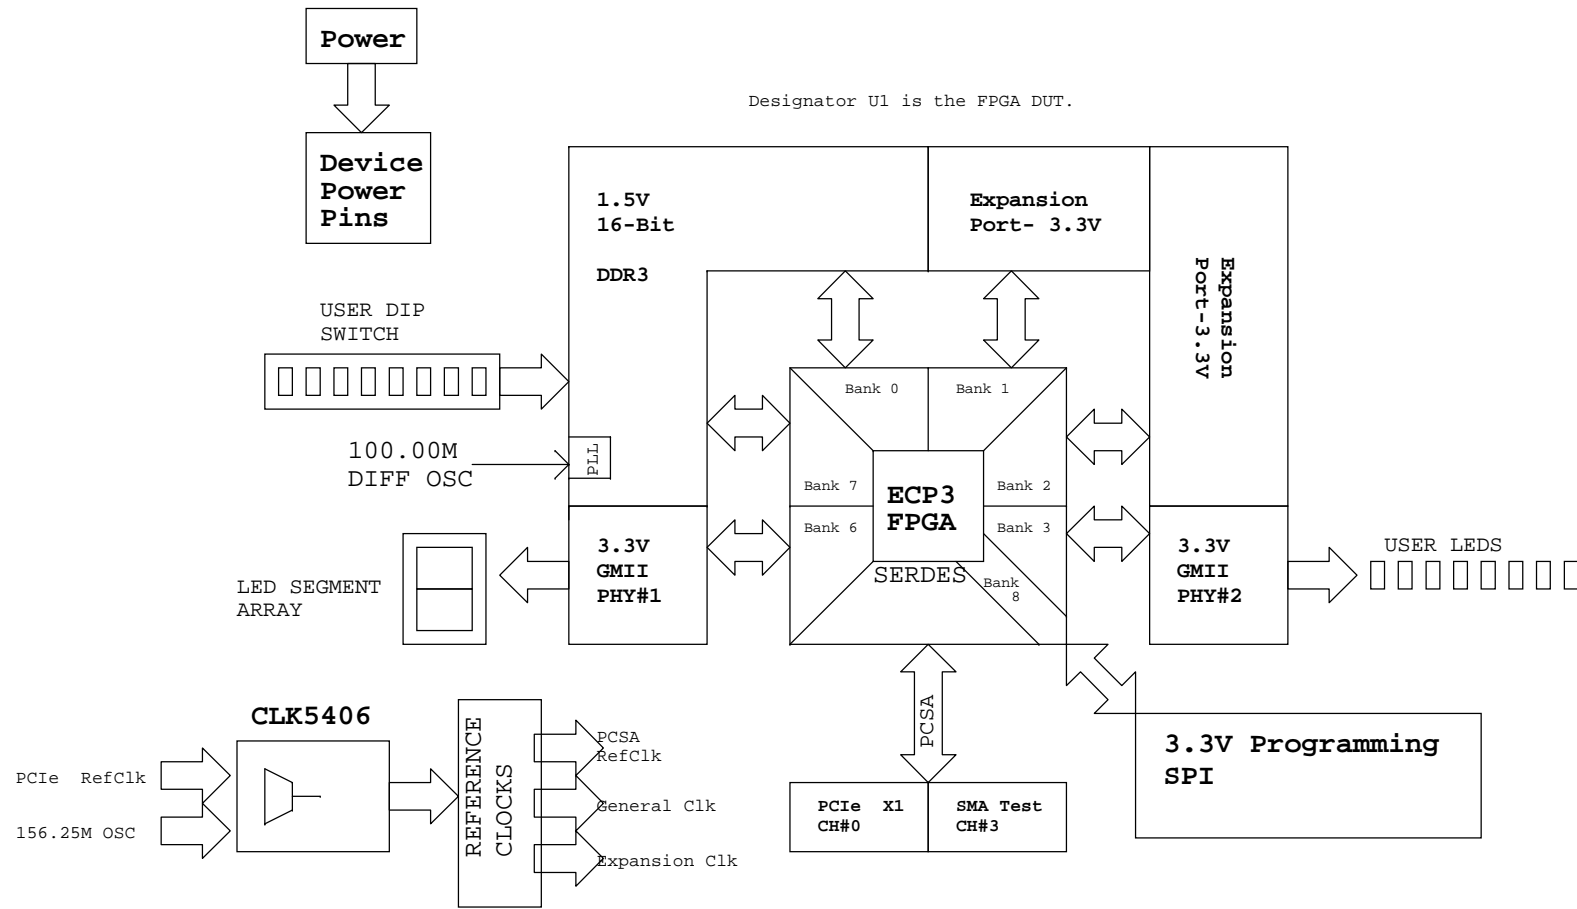 Power
Designator U1 is the FPGA DUT.
Device
Power
Pins
1.5V
16-Bit
DDR3
Expansion
Port- 3.3V
Expansion
Port-3.3V
USER DIP
SWITCH
Bank 0
Bank 1
100.00M
DIFF OSC
PLL
Bank 7
ECP3
FPGA
Bank 2
Bank 6
Bank 3
SERDES
Bank
8
3.3V
GMII
PHY#1
3.3V
GMII
PHY#2
USER LEDS
LED SEGMENT
ARRAY
CLK5406
REFERENCE
CLOCKS
PCSA
RefClk
PCSA
3.3V Programming
SPI
PCIe  RefClk
General Clk
PCIe  X1
CH#0
SMA Test
CH#3
156.25M OSC
Expansion Clk